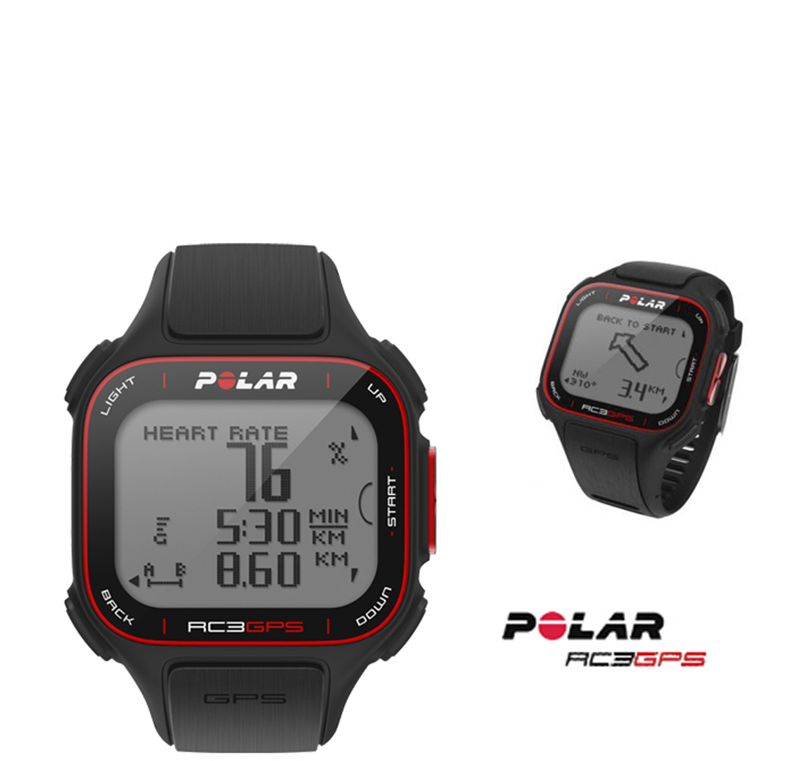 LIGHT
POLAR
UP
HEART RATE
76 %
5:30 MIN
KM
8.60 KM
A B
- START -
BACK
RC3GPS
DOWN
GPS
LIGHT
POLAR
UP
BACK TO START
NW
310°
3.4 KM
START
BACK
RC3GPS
DOWN
GPS
POLAR
RC3GPS